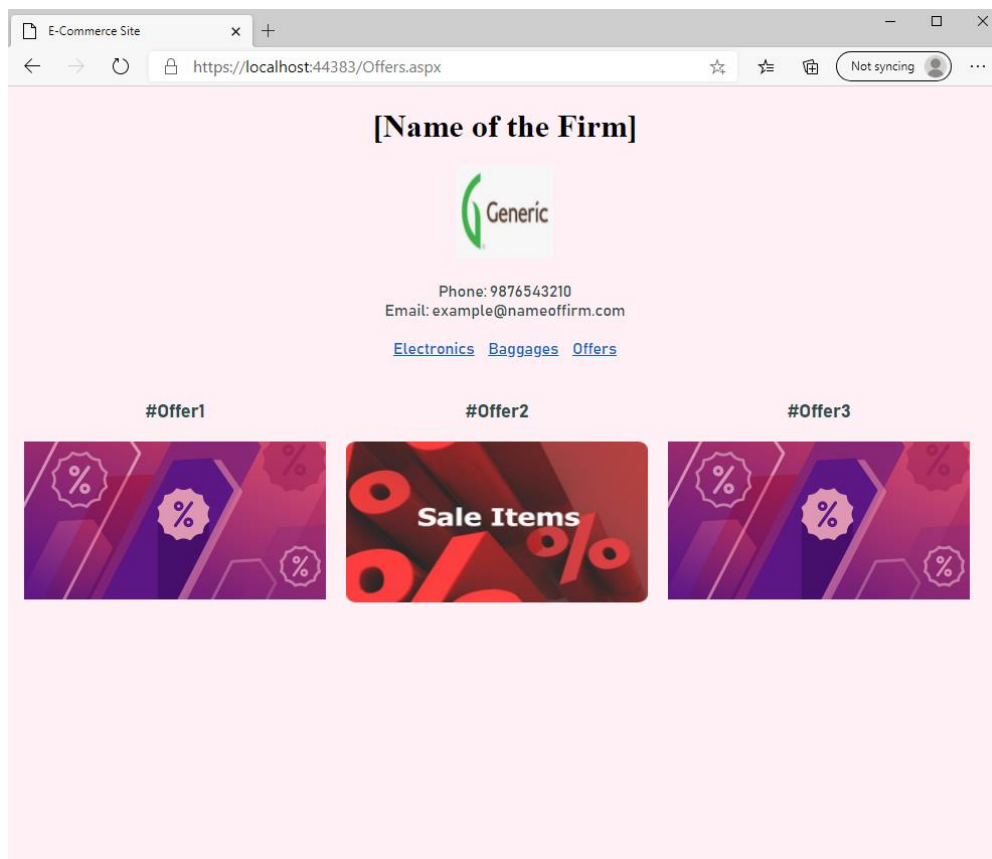 E-Commerce Site
https://localhost:44383/Offers.aspx
Not syncing
[Name of the Firm]
Generic
Phone: 9876543210
Email: example@nameoffirm.com
Electronics Baggages Offers
#Offer1 #Offer2 #Offer3
% % % % Sale Items % % % % %